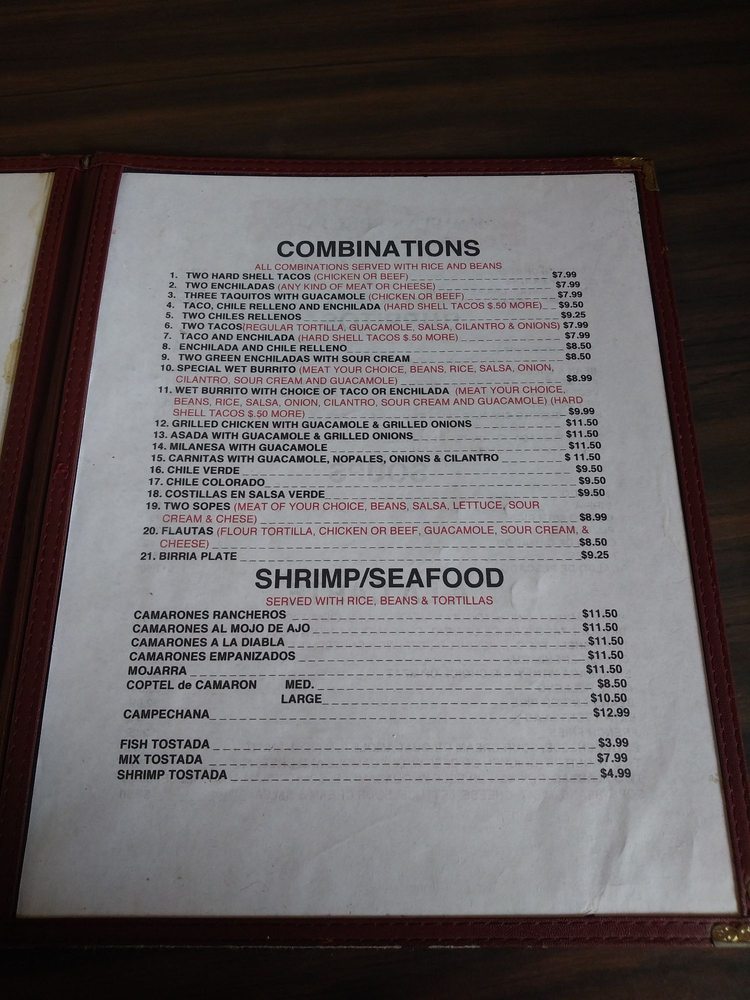 COMBINATIONS
ALL COMBINATIONS SERVED WITH RICE AND BEANS
1. TWO HARD SHELL TACOS (CHICKEN OR BEEF) $7.99
2. TWO ENCHILADAS (ANY KIND OF MEAT OR CHEESE) $7.99
3. THREE TAQUITOS WITH GUACAMOLE (CHICKEN OR BEEF) $7.99
4. TACO, CHILE RELLENO AND ENCHILADA (HARD SHELL TACOS $.50 MORE) $9.50
5. TWO CHILES RELLENOS $9.25
6. TWO TACOS(REGULAR TORTILLA, GUACAMOLE, SALSA, CILANTRO & ONIONS) $7.99
7. TACO AND ENCHILADA (HARD SHELL TACOS $.50 MORE) $7.99
8. ENCHILADA AND CHILE RELLENO $8.50
9. TWO GREEN ENCHILADAS WITH SOUR CREAM $8.50
10. SPECIAL WET BURRITO (MEAT YOUR CHOICE, BEANS, RICE, SALSA, ONION,
CILANTRO, SOUR CREAM AND GUACAMOLE) $8.99
11. WET BURRITO WITH CHOICE OF TACO OR ENCHILADA (MEAT YOUR CHOICE,
BEANS, RICE, SALSA, ONION, CILANTRO, SOUR CREAM AND GUACAMOLE) (HARD
SHELL TACOS $.50 MORE) $9.99
12. GRILLED CHICKEN WITH GUACAMOLE & GRILLED ONIONS $11.50
13. ASADA WITH GUACAMOLE & GRILLED ONIONS $11.50
14. MILANESA WITH GUACAMOLE $11.50
15. CARNITAS WITH GUACAMOLE, NOPALES, ONIONS & CILANTRO $ 11.50
16. CHILE VERDE $9.50
17. CHILE COLORADO $9.50
18. COSTILLAS EN SALSA VERDE $9.50
19. TWO SOPES (MEAT OF YOUR CHOICE, BEANS, SALSA, LETTUCE, SOUR
CREAM & CHESE) $8.99
20. FLAUTAS (FLOUR TORTILLA, CHICKEN OR BEEF, GUACAMOLE, SOUR CREAM, &
CHEESE) $8.50
21. BIRRIA PLATE $9.25
SHRIMP/SEAFOOD
SERVED WITH RICE, BEANS & TORTILLAS
CAMARONES RANCHEROS $11.50
CAMARONES AL MOJO DE AJO $11.50
CAMARONES A LA DIABLA $11.50
CAMARONES EMPANIZADOS $11.50
MOJARRA $11.50
COPTEL de CAMARON MED. $8.50
LARGE $10.50
CAMPECHANA $12.99
FISH TOSTADA $3.99
MIX TOSTADA $7.99
SHRIMP TOSTADA $4.99